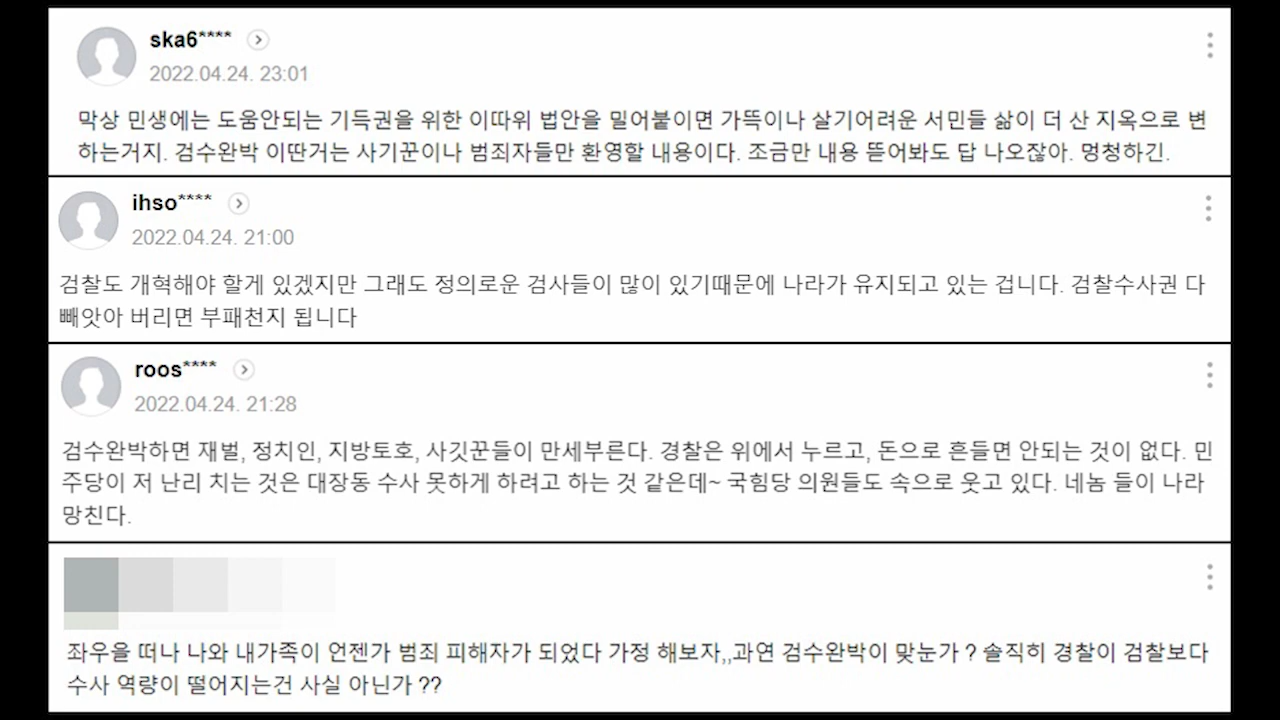 ska6****
2022.04.24. 23:01
막상 민생에는 도움안되는 기득권을 위한 이따위 법안을 밀어붙이면 가뜩이나 살기어려운 서민들 삶이 더 산 지옥으로 변
하는거지. 검수완박 이딴거는 사기꾼이나 범죄자들만 환영할 내용이다. 조금만 내용 뜯어봐도 답 나오잖아. 멍청하긴.
ihso****
2022.04.24. 21:00
검찰도 개혁해야 할게 있겠지만 그래도 정의로운 검사들이 많이 있기때문에 나라가 유지되고 있는 겁니다. 검찰수사권 다
빼앗아 버리면 부패천지 됩니다
roos****
2022.04.24. 21:28
검수완박하면 재벌, 정치인, 지방토호, 사깃꾼들이 만세부른다. 경찰은 위에서 누르고, 돈으로 흔들면 안되는 것이 없다. 민
주당이 저 난리 치는 것은 대장동 수사 못하게 하려고 하는 것 같은데~ 국힘당 의원들도 속으로 웃고 있다. 네놈 들이 나라
망친다.
좌우을 떠나 나와 내가족이 언젠가 범죄 피해자가 되었다 가정 해보자,,과연 검수완박이 맞눈가 ? 솔직히 경찰이 검찰보다
수사 역량이 떨어지는건 사실 아닌가 ??